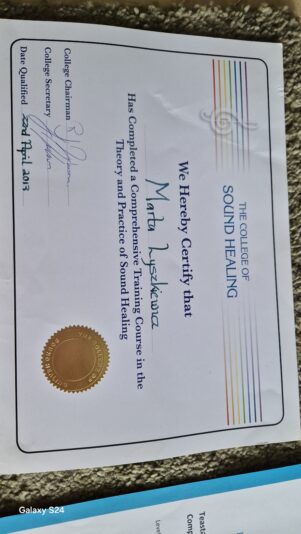 THE COLLEGE OF
SOUND HEALING
We Hereby Certify that
Marta Lyszkiewicz
Has Completed a Comprehensive Training Course in the
Theory and Practice of Sound Healing
College Chairman
College Secretary
Date Qualified 22nd April 2013
Galaxy S24